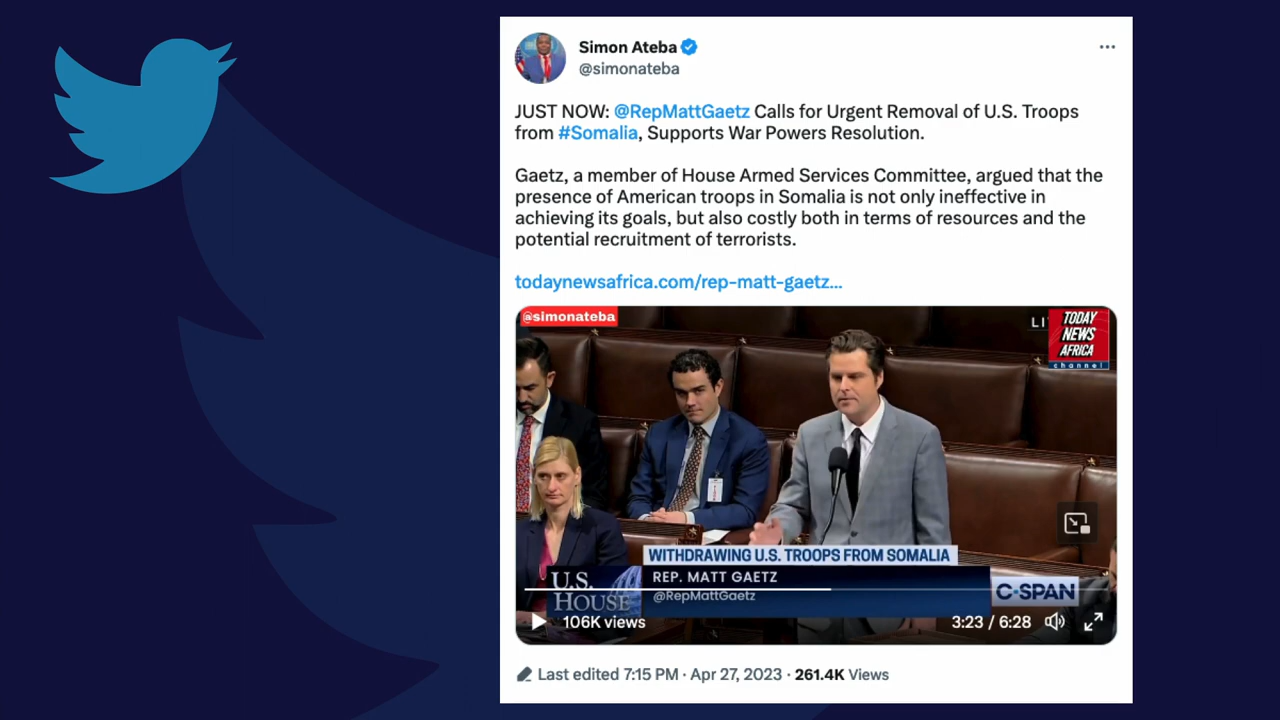 Simon Ateba
@simonateba
JUST NOW: @RepMattGaetz Calls for Urgent Removal of U.S. Troops
from #Somalia, Supports War Powers Resolution.
Gaetz, a member of House Armed Services Committee, argued that the
presence of American troops in Somalia is not only ineffective in
achieving its goals, but also costly both in terms of resources and the
potential recruitment of terrorists.
todaynewsafrica.com/rep-matt-gaetz...
@simonateba
LI
TODAY
NEWS
AFRICA
channel
WITHDRAWING U.S. TROOPS FROM SOMALIA
U.S.
HOUSE
REP. MATT GAETZ
@RepMattGaetz
C-SPAN
106K views
3:23 / 6:28
Last edited 7:15 PM · Apr 27, 2023 · 261.4K Views